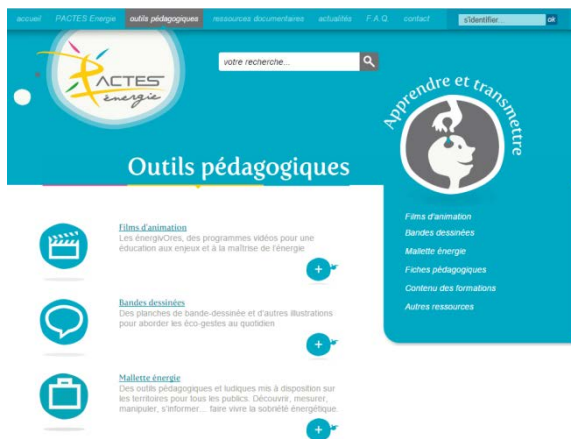 accueil PACTES Énergie outils pédagogiques ressources documentaires actualités F.A.Q. contact s'identifier... ok
PACTES
énergie
votre recherche...
Apprendre et transmettre
Outils pédagogiques
Films d'animation
Les énergivOres, des programmes vidéos pour une
éducation aux enjeux et à la maîtrise de l'énergie
+
Bandes dessinées
Des planches de bande-dessinée et d'autres illustrations
pour aborder les éco-gestes au quotidien
+
Mallette énergie
Des outils pédagogiques et ludiques mis à disposition sur
les territoires pour tous les publics. Découvrir, mesurer,
manipuler, s'informer... faire vivre la sobriété énergétique.
+
Films d'animation
Bandes dessinées
Mallette énergie
Fiches pédagogiques
Contenu des formations
Autres ressources